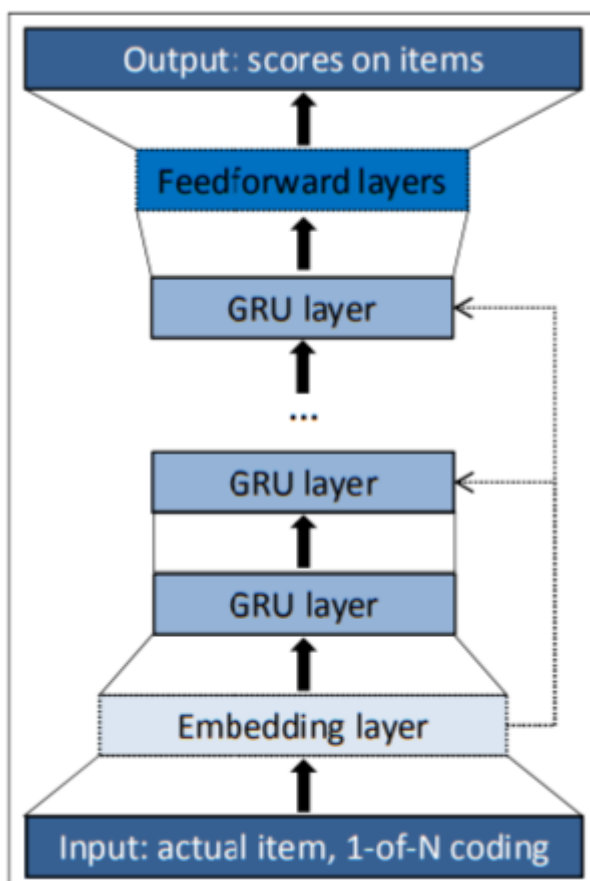 Output: scores on items
Feedforward layers
GRU layer
...
GRU layer
GRU layer
Embedding layer
Input: actual item, 1-of-N coding